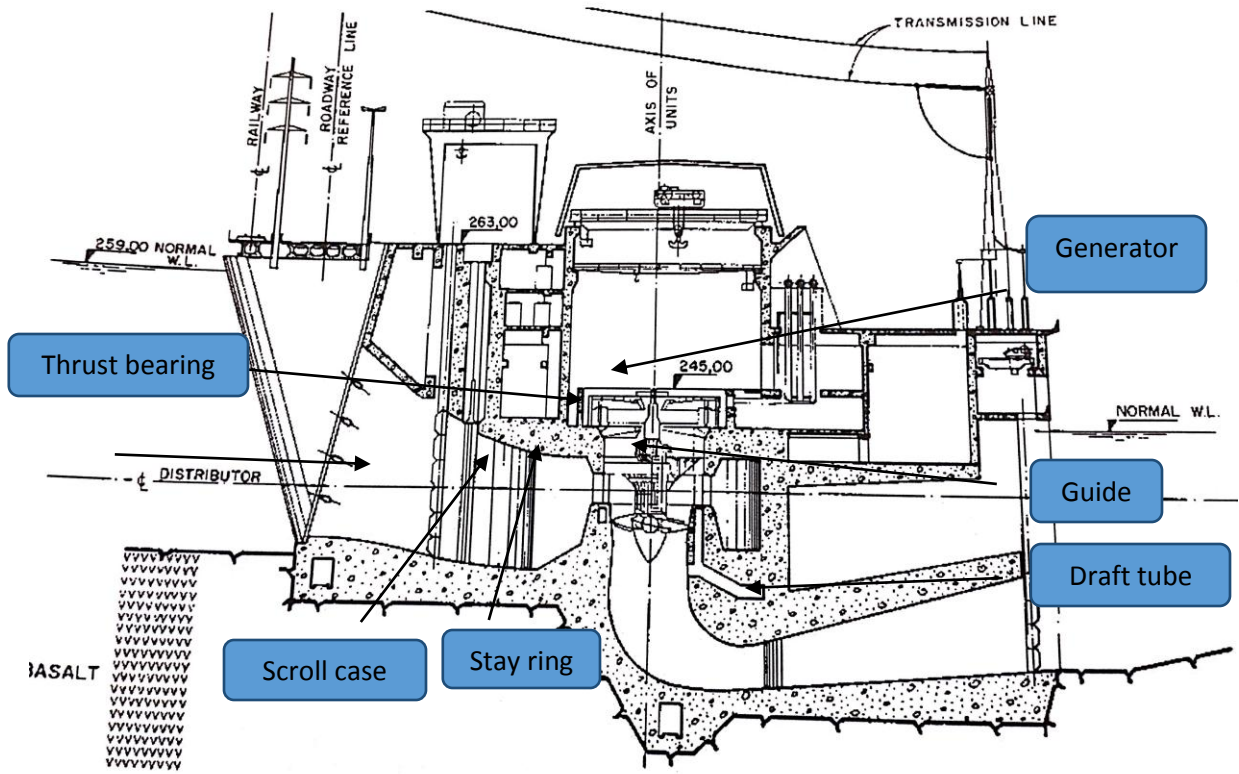 TRANSMISSION LINE
℄ RAILWAY
℄ ROADWAY
REFERENCE LINE
AXIS OF
UNITS
263,00
259,00 NORMAL
W.L.
Generator
Thrust bearing
245,00
NORMAL W.L.
℄ DISTRIBUTOR
Guide
Draft tube
Scroll case
Stay ring
BASALT